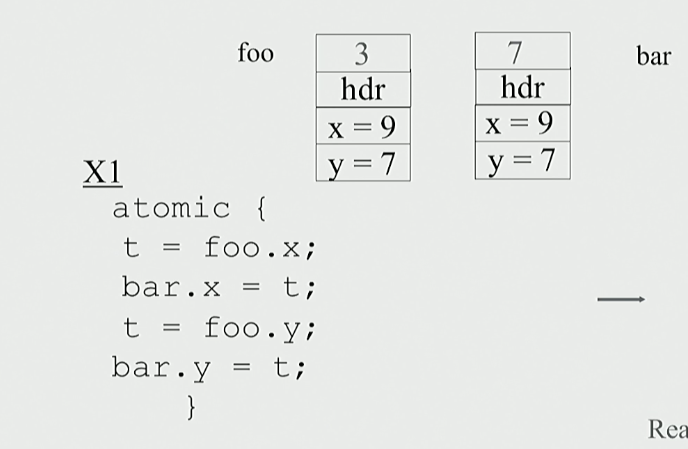 foo
3
hdr
x = 9
y = 7
7
hdr
x = 9
y = 7
bar
X1
atomic {
t = foo.x;
bar.x = t;
t = foo.y;
bar.y = t;
}
Rea